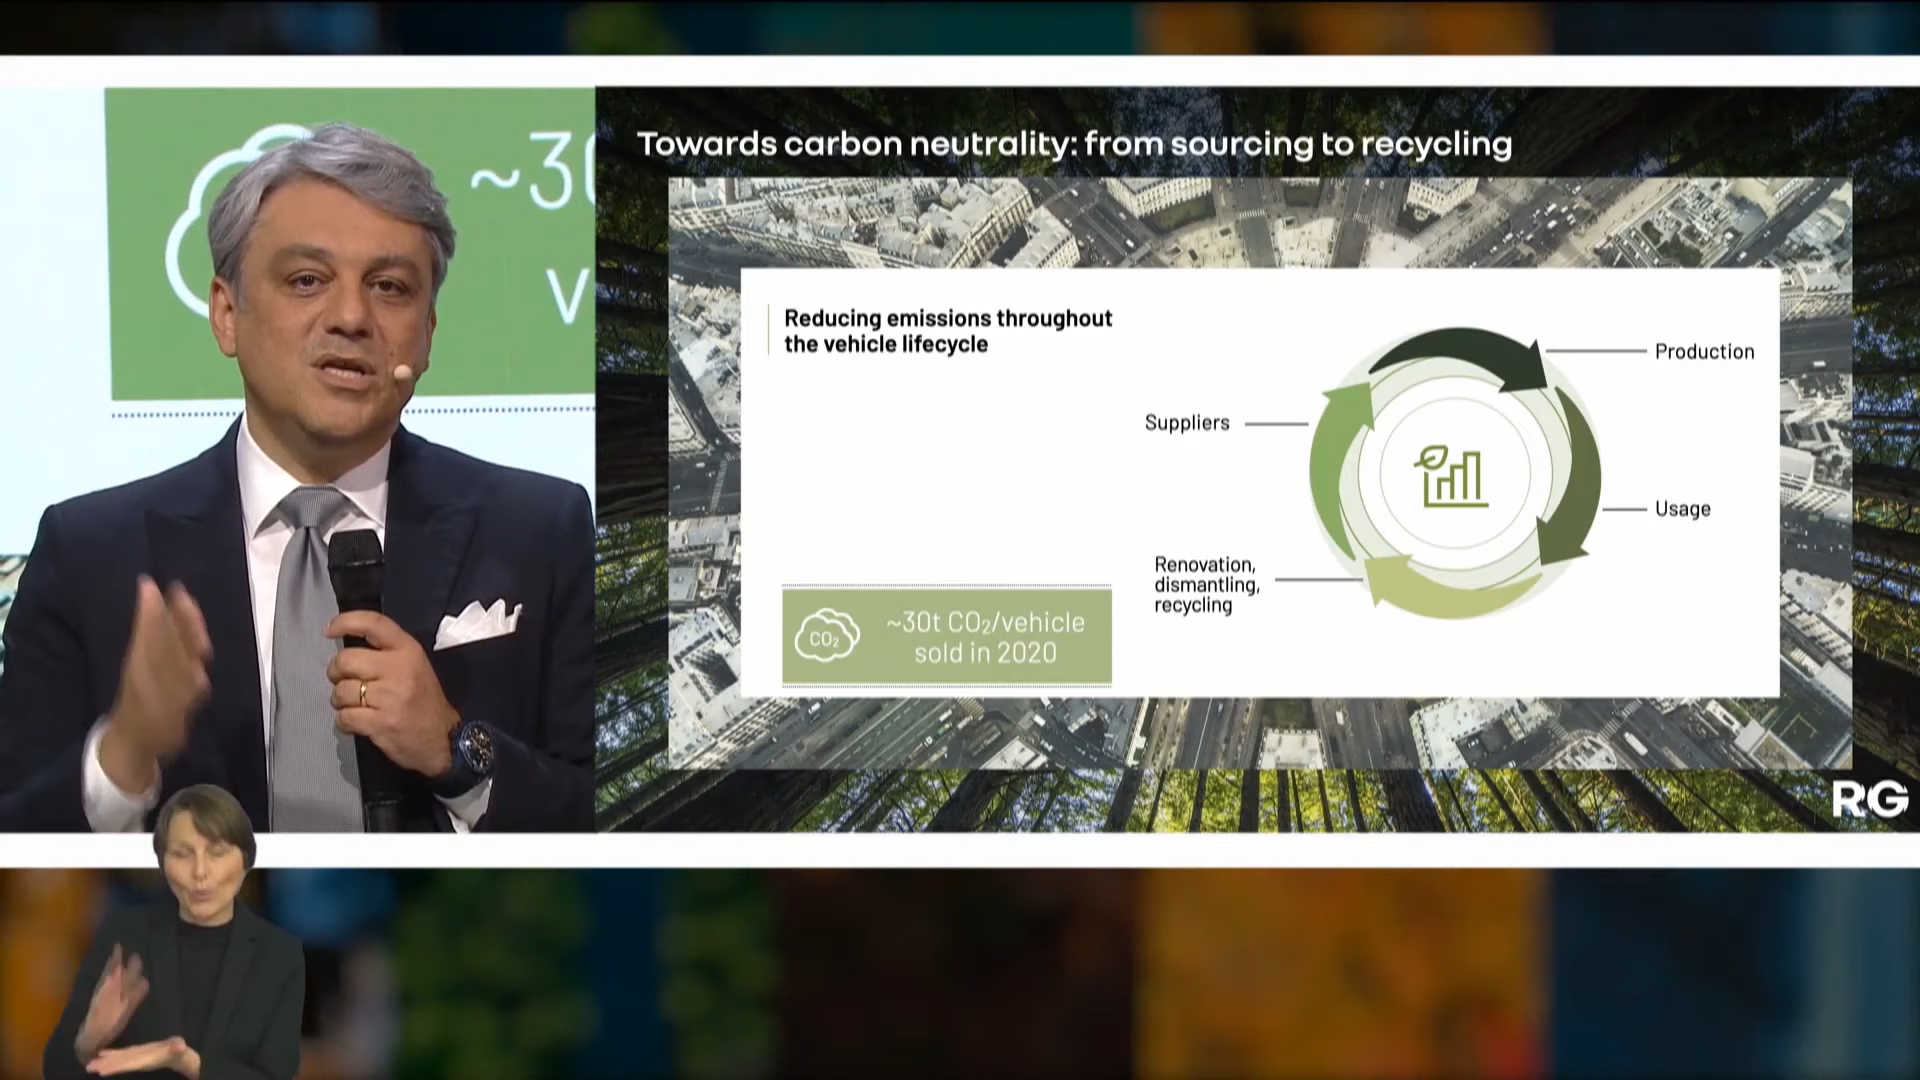 ~30
v
Towards carbon neutrality: from sourcing to recycling
Reducing emissions throughout
the vehicle lifecycle
Production
Suppliers
Usage
Renovation,
dismantling,
recycling
CO₂
~30t CO₂/vehicle
sold in 2020
RG